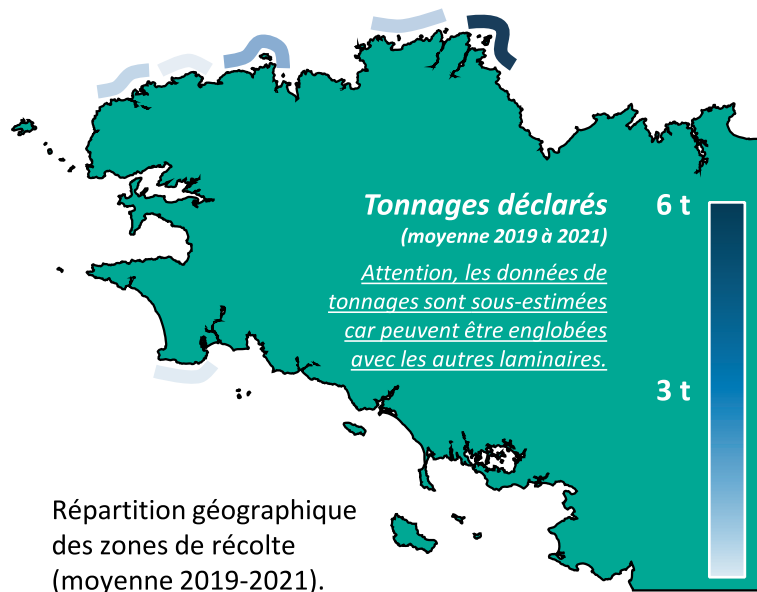 Tonnages déclarés
(moyenne 2019 à 2021)
Attention, les données de
tonnages sont sous-estimées
car peuvent être englobées
avec les autres laminaires.
6 t
3 t
Répartition géographique
des zones de récolte
(moyenne 2019-2021).